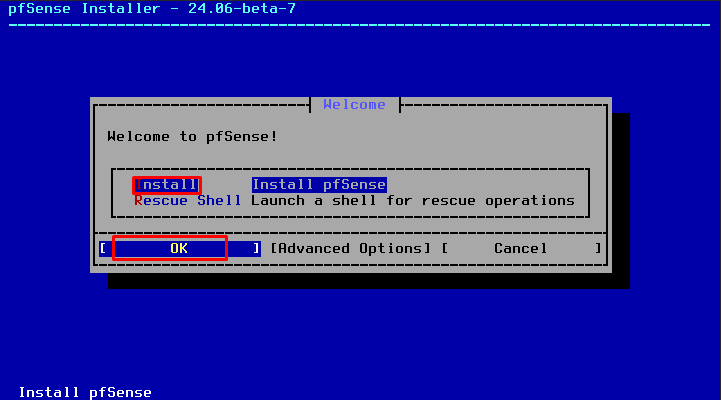 pfSense Installer - 24.06-beta-7
Welcome
Welcome to pfSense!
Install Install pfSense
Rescue Shell Launch a shell for rescue operations
[ OK ] [Advanced Options] [ Cancel ]
Install pfSense